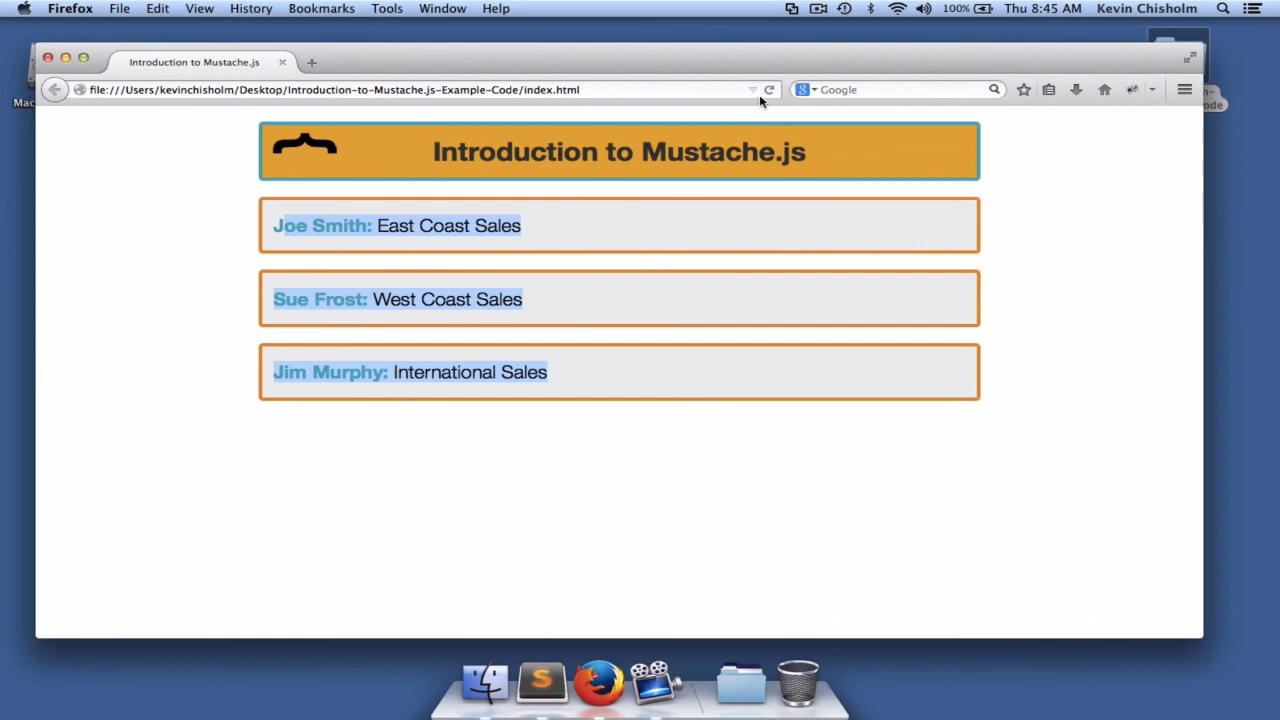 Firefox File Edit View History Bookmarks Tools Window Help 100% Thu 8:45 AM Kevin Chisholm
Introduction to Mustache.js
file:///Users/kevinchisholm/Desktop/Introduction-to-Mustache.js-Example-Code/index.html
Google
Introduction to Mustache.js
Joe Smith: East Coast Sales
Sue Frost: West Coast Sales
Jim Murphy: International Sales